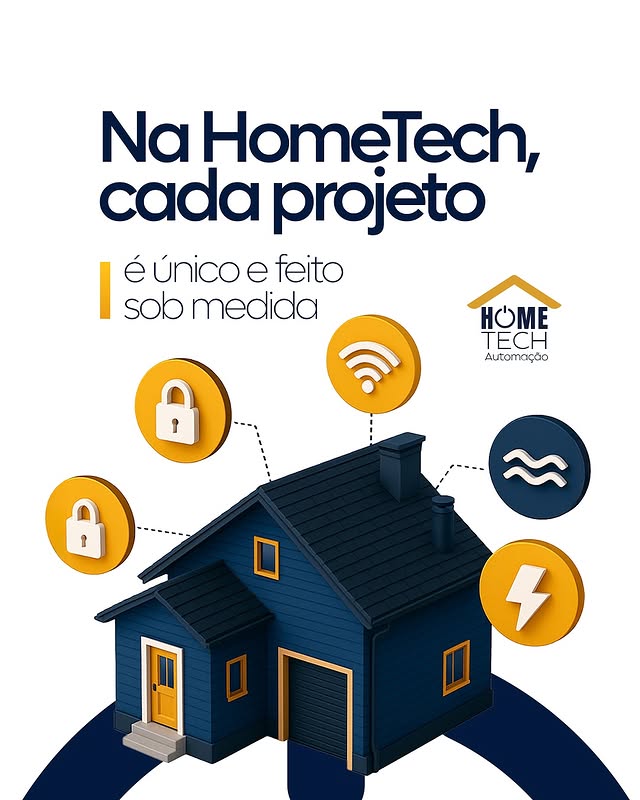 Na HomeTech,
cada projeto
é único e feito
sob medida
HOME
TECH
Automação